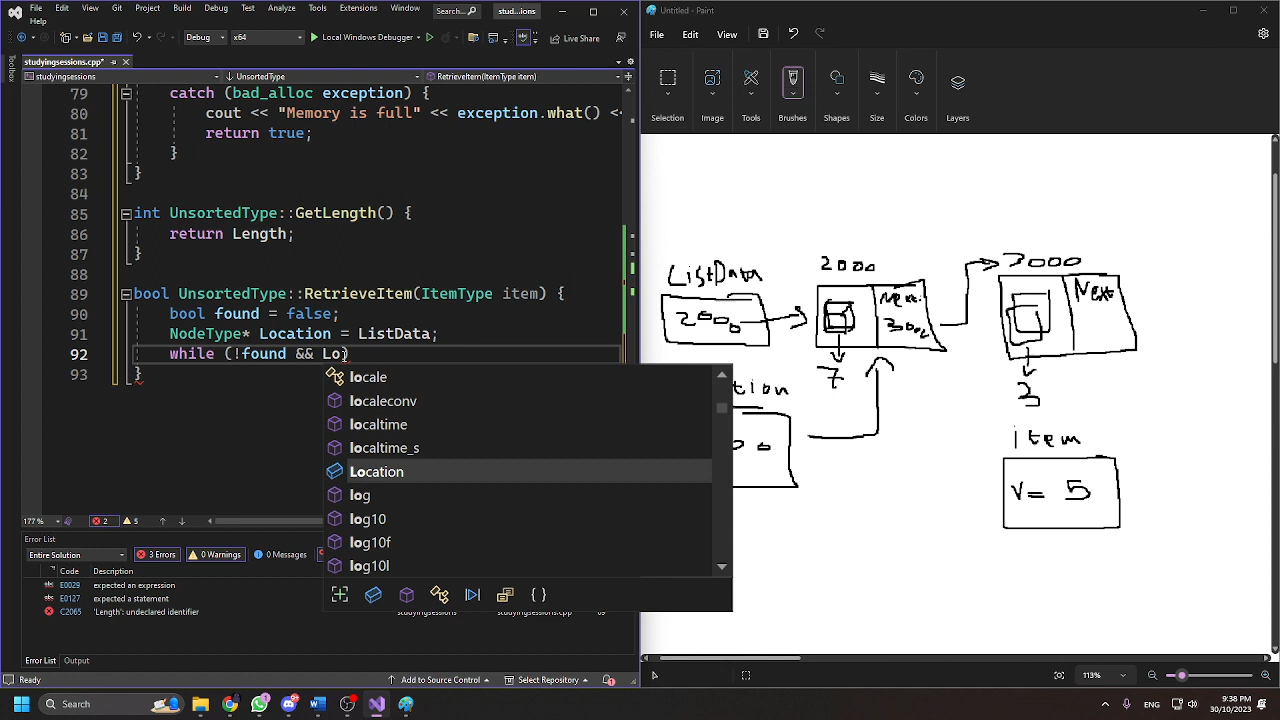 File Edit View Git Project Build Debug Test Analyze Tools Extensions Window Search... stud...ions
Help
Debug x64 Local Windows Debugger Live Share
Toolbox
studyingsessions.cpp*
studyingsessions UnsortedType RetrieveItem(ItemType item)
79 catch (bad_alloc exception) {
80 cout << "Memory is full" << exception.what() <<
81 return true;
82 }
83 }
84
85 int UnsortedType::GetLength() {
86 return Length;
87 }
88
89 bool UnsortedType::RetrieveItem(ItemType item) {
90 bool found = false;
91 NodeType* Location = ListData;
92 while (!found && Lo)
93 }
locale
localeconv
localtime
localtime_s
Location
log
log10
log10f
log10l
{ }
177 % 2 5
Error List
Entire Solution 3 Errors 0 Warnings 0 Messages
Code Description
E0029 expected an expression
E0127 expected a statement
C2065 'Length': undeclared identifier
Error List Output
Ready Add to Source Control Select Repository
Untitled - Paint
File Edit View
Selection Image Tools Brushes Shapes Size Colors Layers
ListData 2000 3000
Next
Next
7
3
item
V= 5
113%
Search
ENG 9:38 PM
30/10/2023